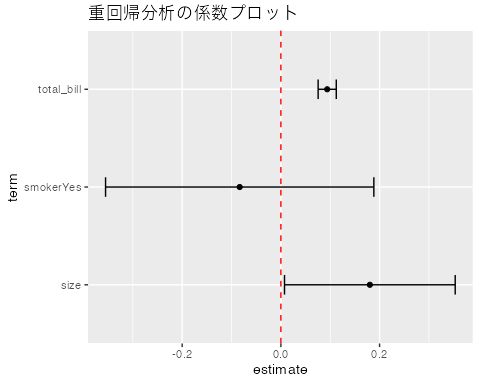 重回帰分析の係数プロット
total_bill
term
smokerYes
size
-0.2
0.0
0.2
estimate